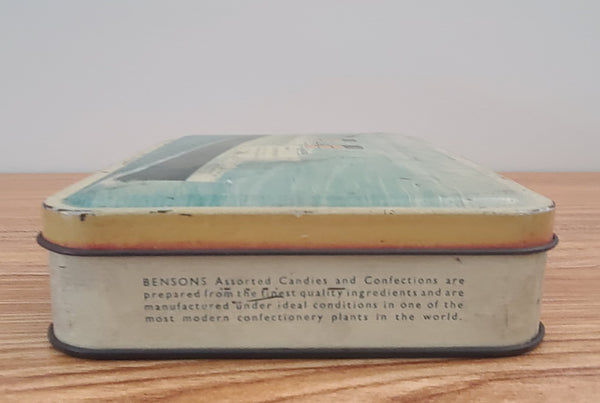 BENSONS Assorted Candies and Confections are
prepared from the finest quality ingredients and are
manufactured under ideal conditions in one of the
most modern confectionery plants in the world.